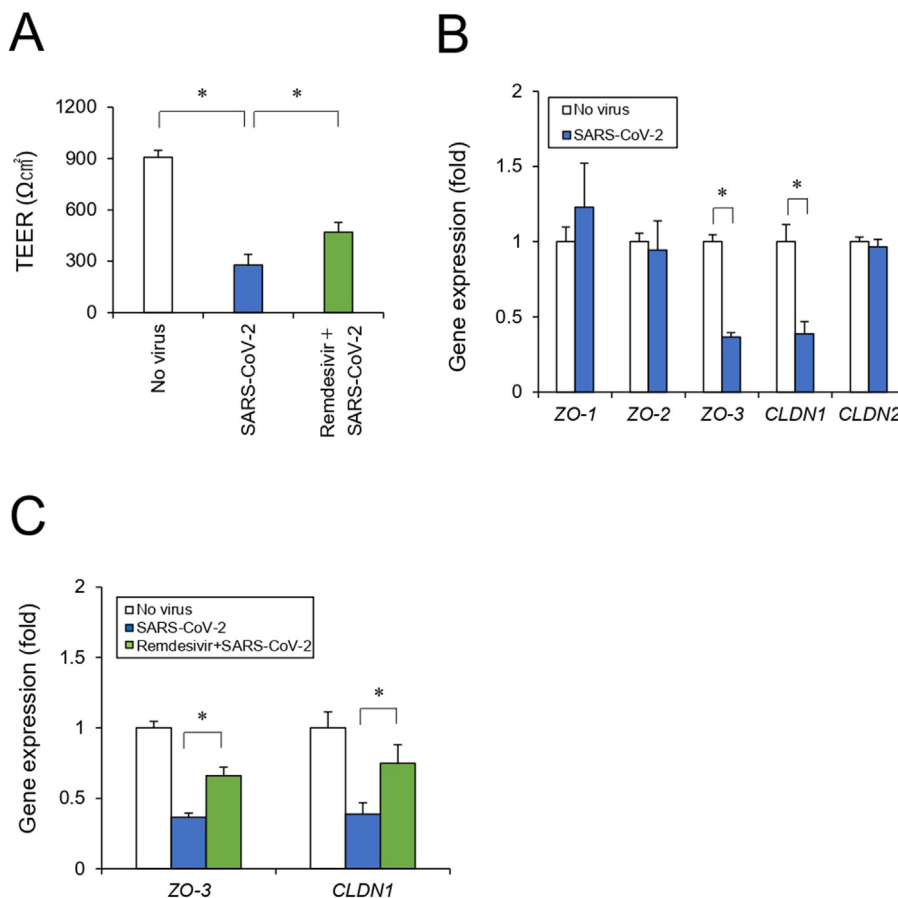 A
*
*
1200
900
600
300
0
TEER (Ω㎠)
No virus
SARS-CoV-2
Remdesivir+
SARS-CoV-2
B
2
1.5
1
0.5
0
Gene expression (fold)
No virus
SARS-CoV-2
*
*
ZO-1
ZO-2
ZO-3
CLDN1
CLDN2
C
2
1.5
1
0.5
0
Gene expression (fold)
No virus
SARS-CoV-2
Remdesivir+SARS-CoV-2
*
*
ZO-3
CLDN1